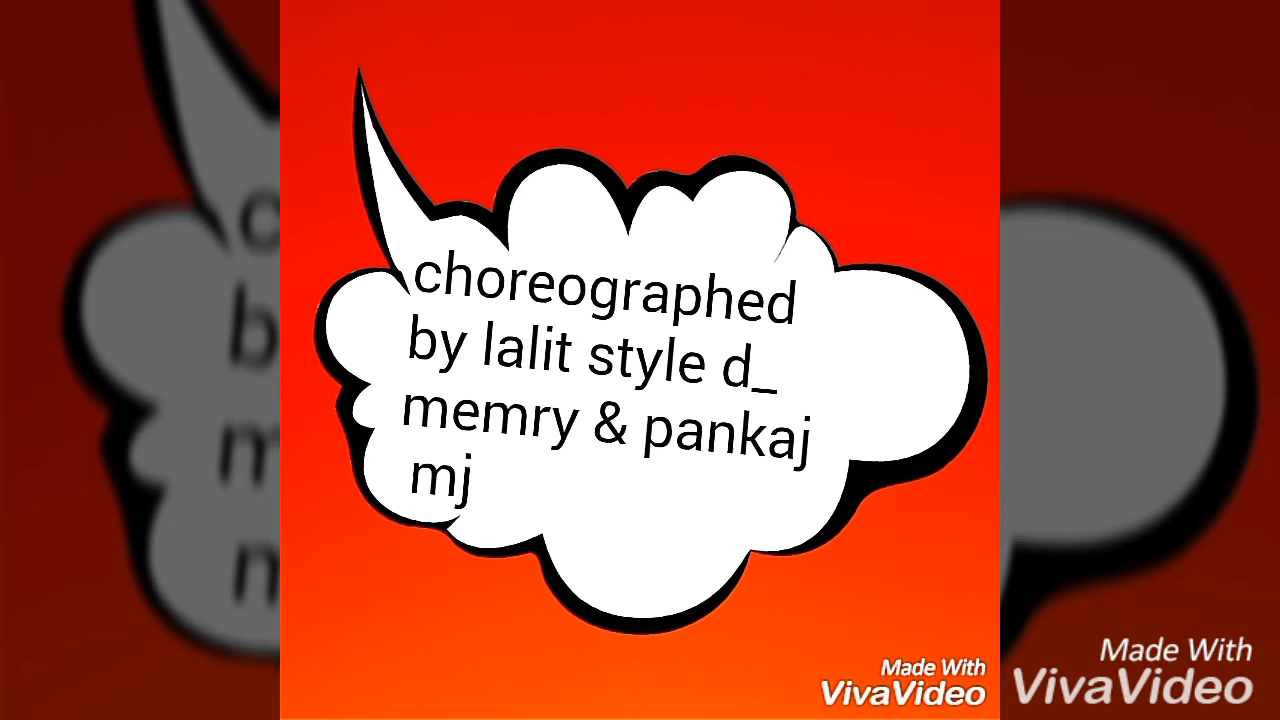 choreographed
by lalit style d_
memry & pankaj
mj
Made With
VivaVideo
Made With
VivaVideo